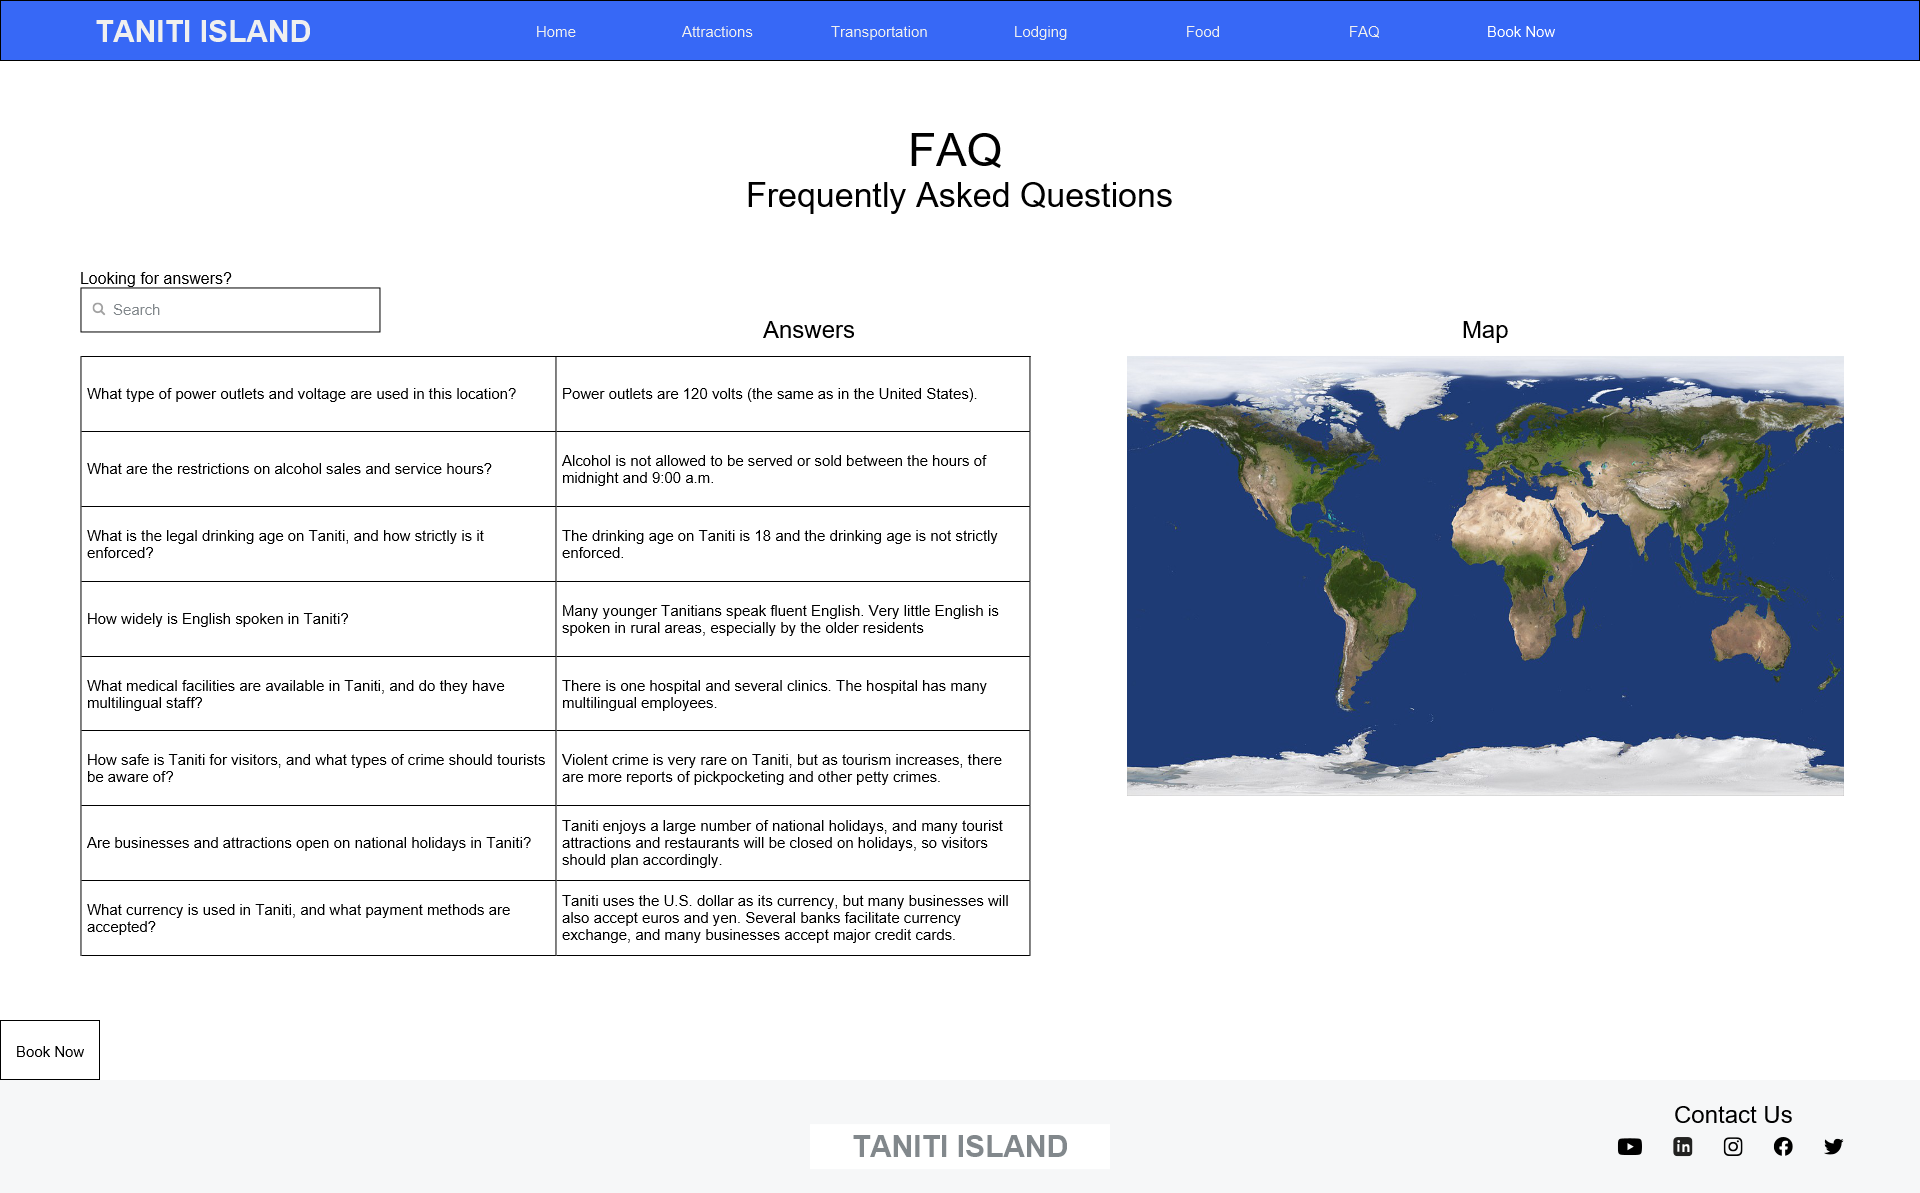 TANITI ISLAND
Home
Attractions
Transportation
Lodging
Food
FAQ
Book Now
FAQ
Frequently Asked Questions
Looking for answers?
Search
Answers
Map
What type of power outlets and voltage are used in this location?
Power outlets are 120 volts (the same as in the United States).
What are the restrictions on alcohol sales and service hours?
Alcohol is not allowed to be served or sold between the hours of
midnight and 9:00 a.m.
What is the legal drinking age on Taniti, and how strictly is it
enforced?
The drinking age on Taniti is 18 and the drinking age is not strictly
enforced.
How widely is English spoken in Taniti?
Many younger Tanitians speak fluent English. Very little English is
spoken in rural areas, especially by the older residents
What medical facilities are available in Taniti, and do they have
multilingual staff?
There is one hospital and several clinics. The hospital has many
multilingual employees.
How safe is Taniti for visitors, and what types of crime should tourists
be aware of?
Violent crime is very rare on Taniti, but as tourism increases, there
are more reports of pickpocketing and other petty crimes.
Are businesses and attractions open on national holidays in Taniti?
Taniti enjoys a large number of national holidays, and many tourist
attractions and restaurants will be closed on holidays, so visitors
should plan accordingly.
What currency is used in Taniti, and what payment methods are
accepted?
Taniti uses the U.S. dollar as its currency, but many businesses will
also accept euros and yen. Several banks facilitate currency
exchange, and many businesses accept major credit cards.
Book Now
TANITI ISLAND
Contact Us